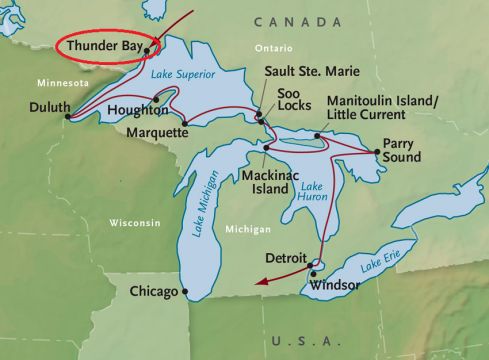 CANADA
Thunder Bay
Ontario
Lake Superior
Minnesota
Sault Ste. Marie
Soo
Locks
Manitoulin Island/
Little Current
Duluth
Houghton
Marquette
Parry
Sound
Mackinac
Island
Lake
Huron
Lake Michigan
Wisconsin
Michigan
Detroit
Lake Erie
Windsor
Chicago
U.S.A.